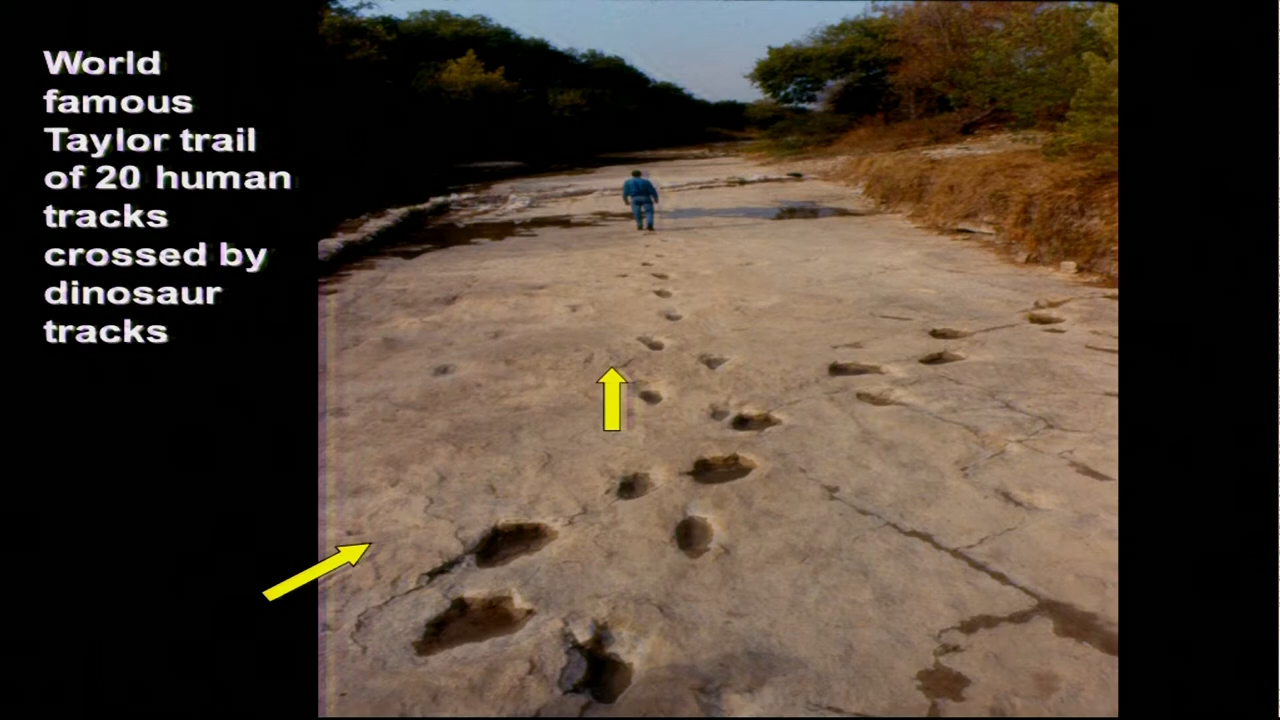 World
famous
Taylor trail
of 20 human
tracks
crossed by
dinosaur
tracks